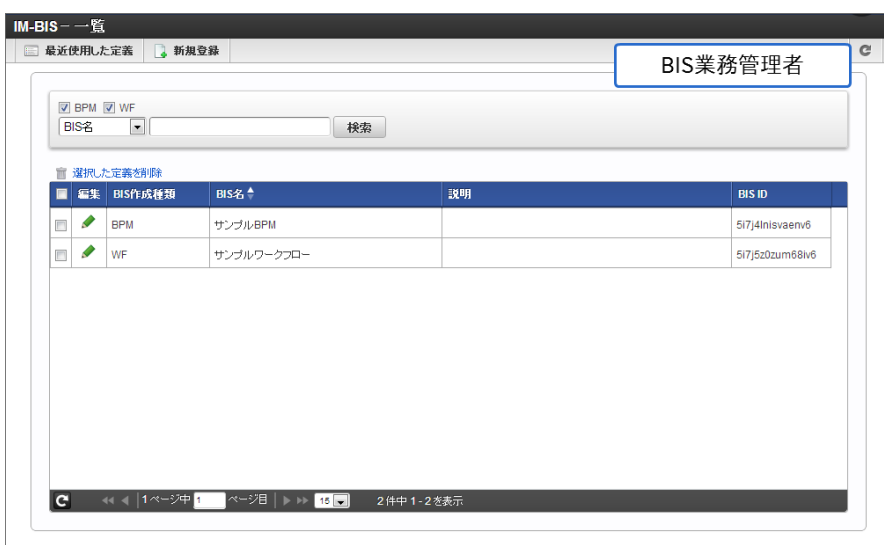 IM-BIS－一覧
最近使用した定義 新規登録
BIS業務管理者
BPM WF
BIS名 検索
選択した定義を削除
編集 BIS作成種類 BIS名 説明 BIS ID
BPM サンプルBPM 5i7j4lnisvaenv6
WF サンプルワークフロー 5i7j5z0zum68iv6
1ページ中 1 ページ目 15 2件中 1 - 2 を表示